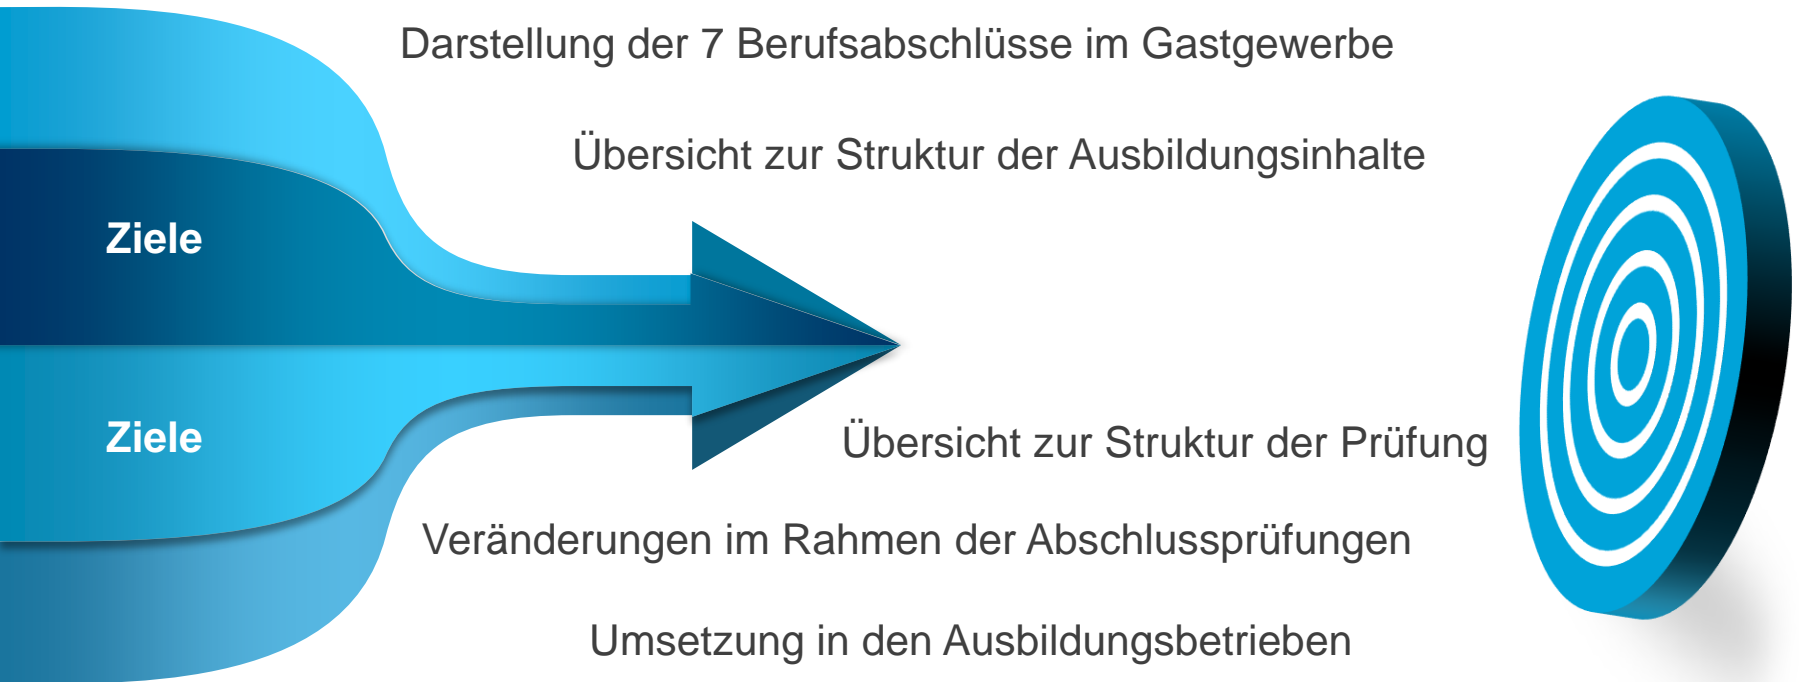 Darstellung der 7 Berufsabschlüsse im Gastgewerbe
Übersicht zur Struktur der Ausbildungsinhalte
Ziele
Ziele
Übersicht zur Struktur der Prüfung
Veränderungen im Rahmen der Abschlussprüfungen
Umsetzung in den Ausbildungsbetrieben